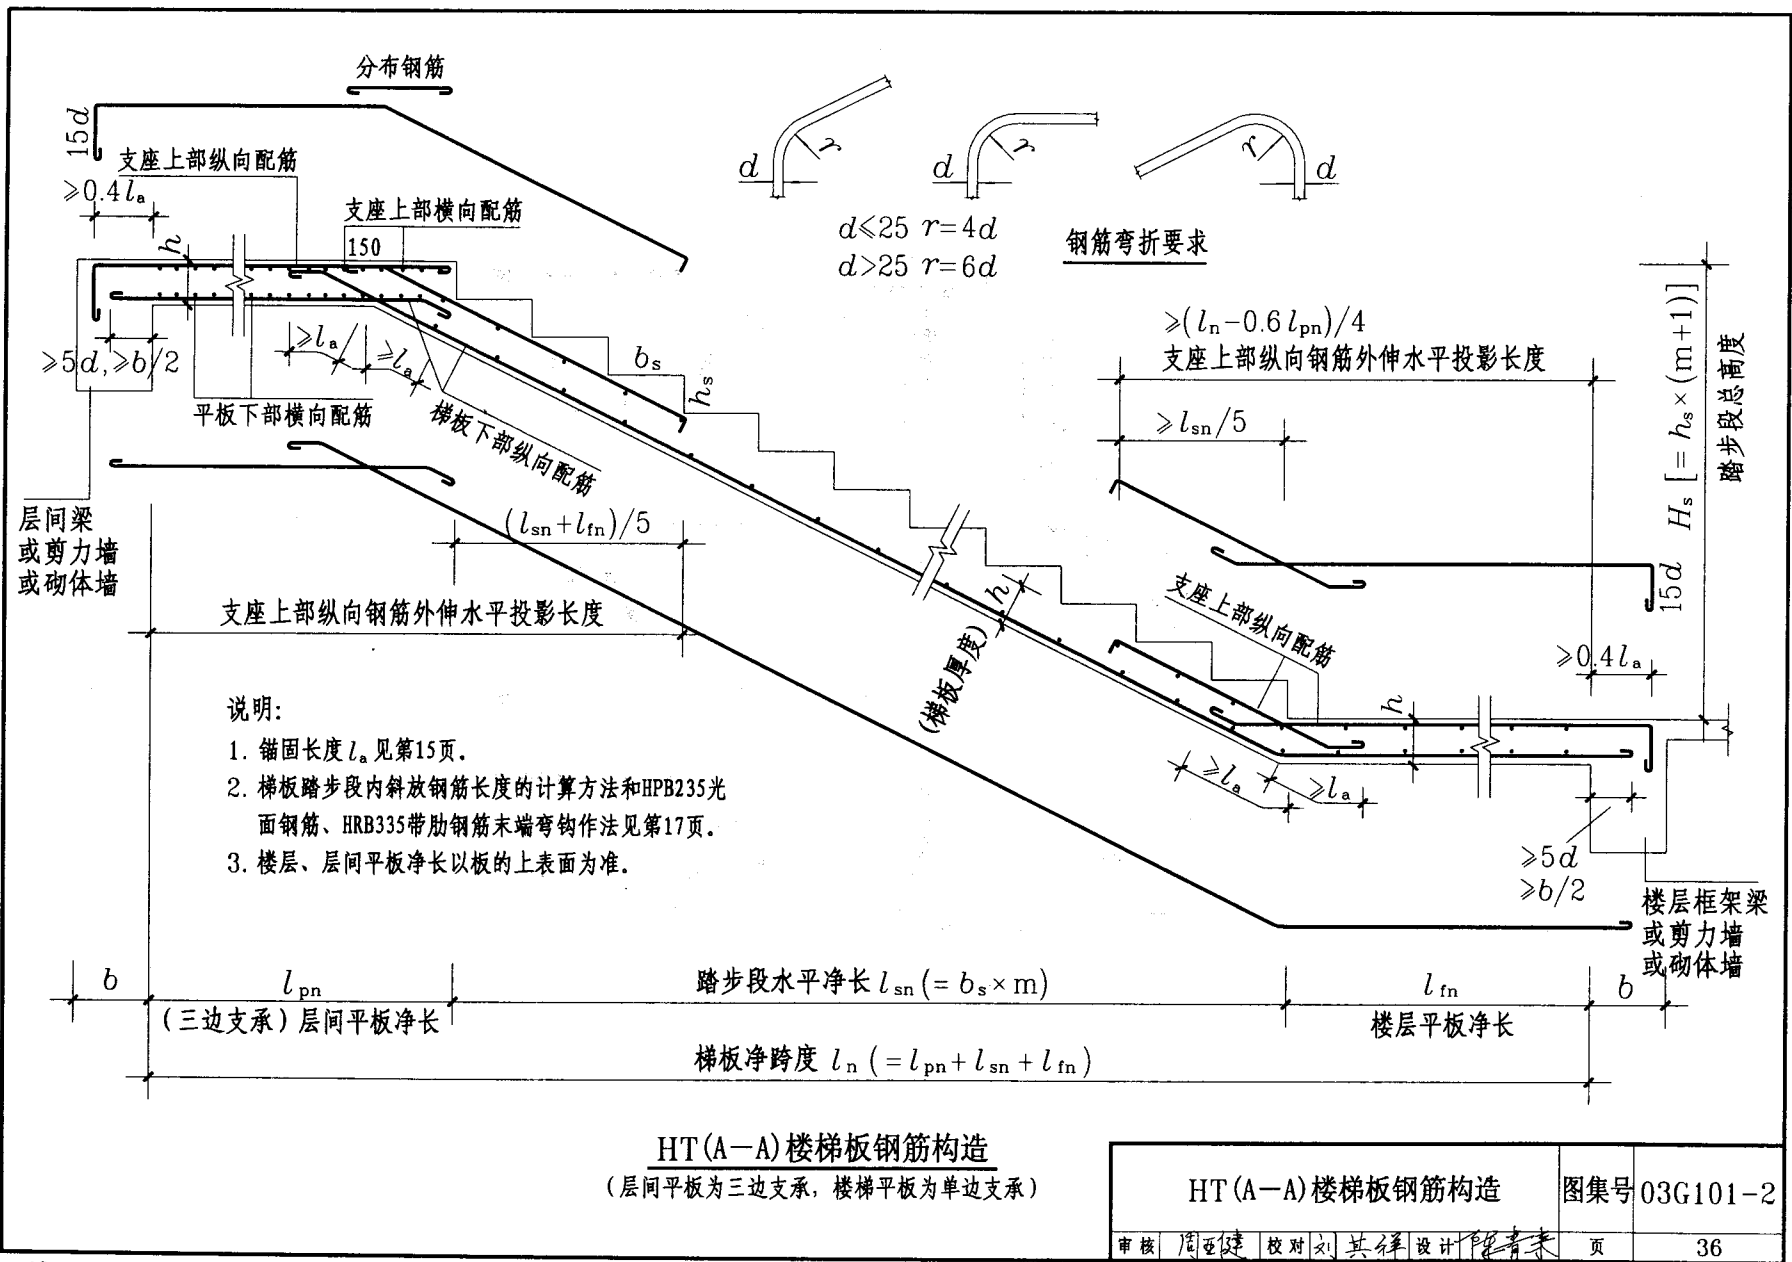 分布钢筋
15d
支座上部纵向配筋
≥0.4la
支座上部横向配筋
150
h
d
r
d
r
r
d
d≤25 r=4d
d>25 r=6d
钢筋弯折要求
≥5d, ≥b/2
≥la
≥la
bs
hs
平板下部横向配筋
梯板下部纵向配筋
层间梁
或剪力墙
或砌体墙
(lsn+lfn)/5
支座上部纵向钢筋外伸水平投影长度
≥(ln-0.6lpn)/4
支座上部纵向钢筋外伸水平投影长度
≥lsn/5
Hs[=hs×(m+1)]
踏步段总高度
15d
h
(梯板厚度)
支座上部纵向配筋
≥0.4la
h
≥la
≥la
≥5d
≥b/2
楼层框架梁
或剪力墙
或砌体墙
说明:
1. 锚固长度la见第15页。
2. 梯板踏步段内斜放钢筋长度的计算方法和HPB235光
面钢筋、HRB335带肋钢筋末端弯钩作法见第17页。
3. 楼层、层间平板净长以板的上表面为准。
b
lpn
踏步段水平净长 lsn(=bs×m)
lfn
b
(三边支承)层间平板净长
楼层平板净长
梯板净跨度 ln (=lpn+lsn+lfn)
HT(A-A)楼梯板钢筋构造
(层间平板为三边支承, 楼梯平板为单边支承)
HT(A-A)楼梯板钢筋构造
图集号
03G101-2
审核 周亚健 校对 刘其祥 设计 陈青来 页 36